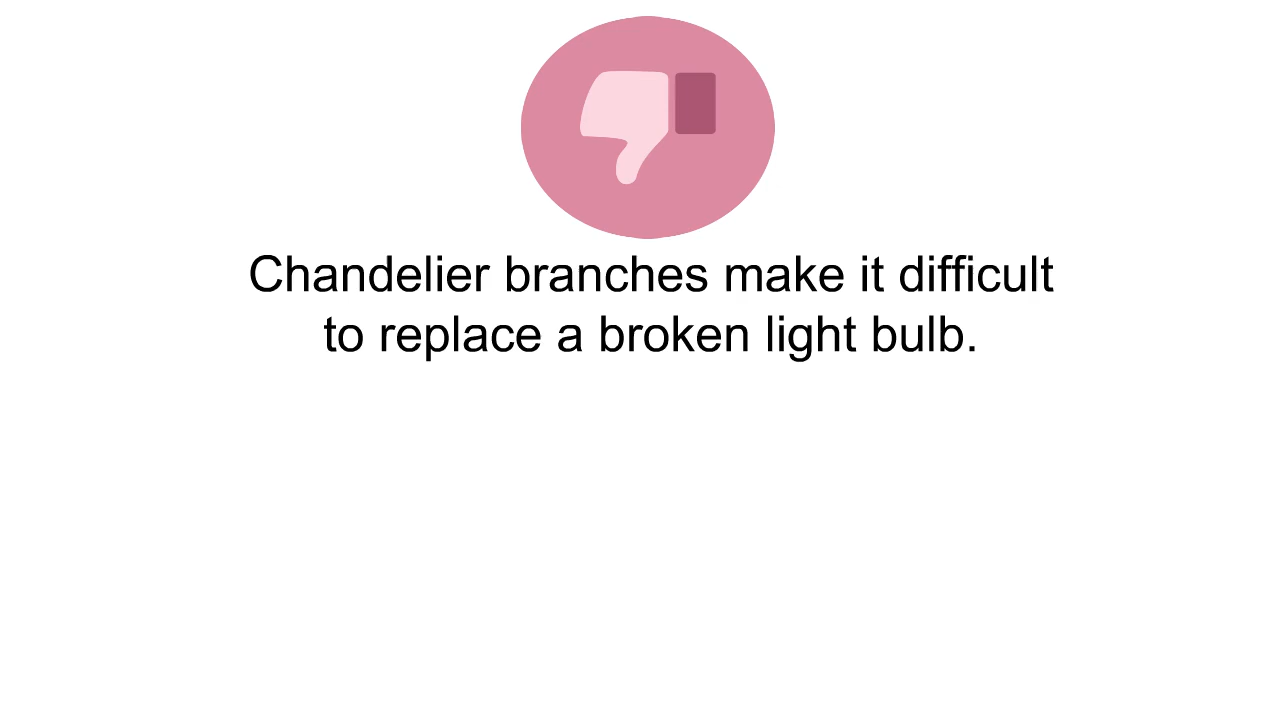 Chandelier branches make it difficult
to replace a broken light bulb.